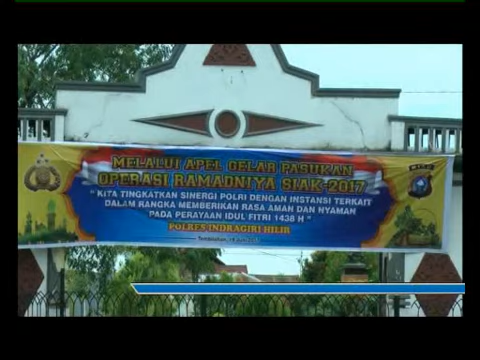 MELALUI APEL GELAR PASUKAN
OPERASI RAMADNIYA SIAK 2017
" KITA TINGKATKAN SINERGI POLRI DENGAN INSTANSI TERKAIT
DALAM RANGKA MEMBERIKAN RASA AMAN DAN NYAMAN
PADA PERAYAAN IDUL FITRI 1438 H "
POLRES INDRAGIRI HILIR